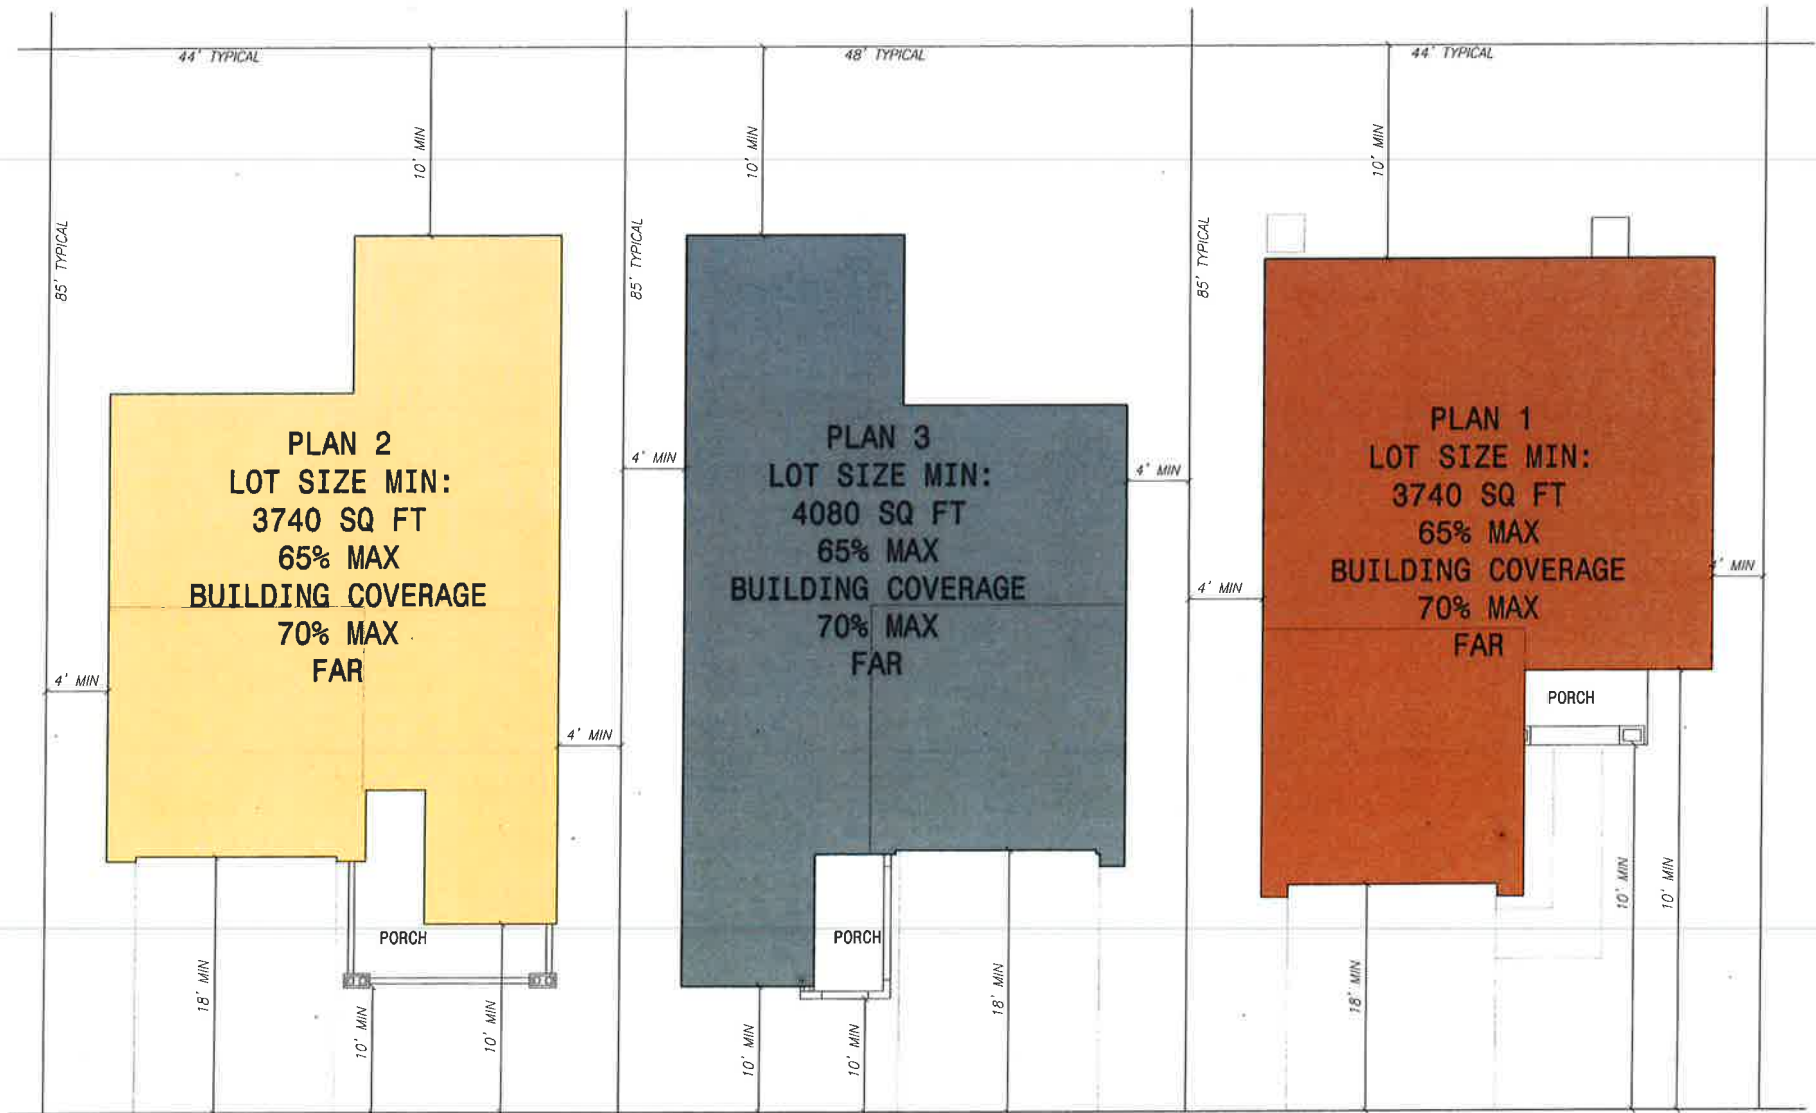 44' TYPICAL
48' TYPICAL
44' TYPICAL
10' MIN
10' MIN
10' MIN
85' TYPICAL
85' TYPICAL
85' TYPICAL
PLAN 2
LOT SIZE MIN:
3740 SQ FT
65% MAX
BUILDING COVERAGE
70% MAX
FAR
4' MIN
4' MIN
PORCH
18' MIN
10' MIN
10' MIN
PLAN 3
LOT SIZE MIN:
4080 SQ FT
65% MAX
BUILDING COVERAGE
70% MAX
FAR
4' MIN
4' MIN
PORCH
10' MIN
10' MIN
18' MIN
PLAN 1
LOT SIZE MIN:
3740 SQ FT
65% MAX
BUILDING COVERAGE
70% MAX
FAR
4' MIN
4' MIN
PORCH
18' MIN
10' MIN
10' MIN